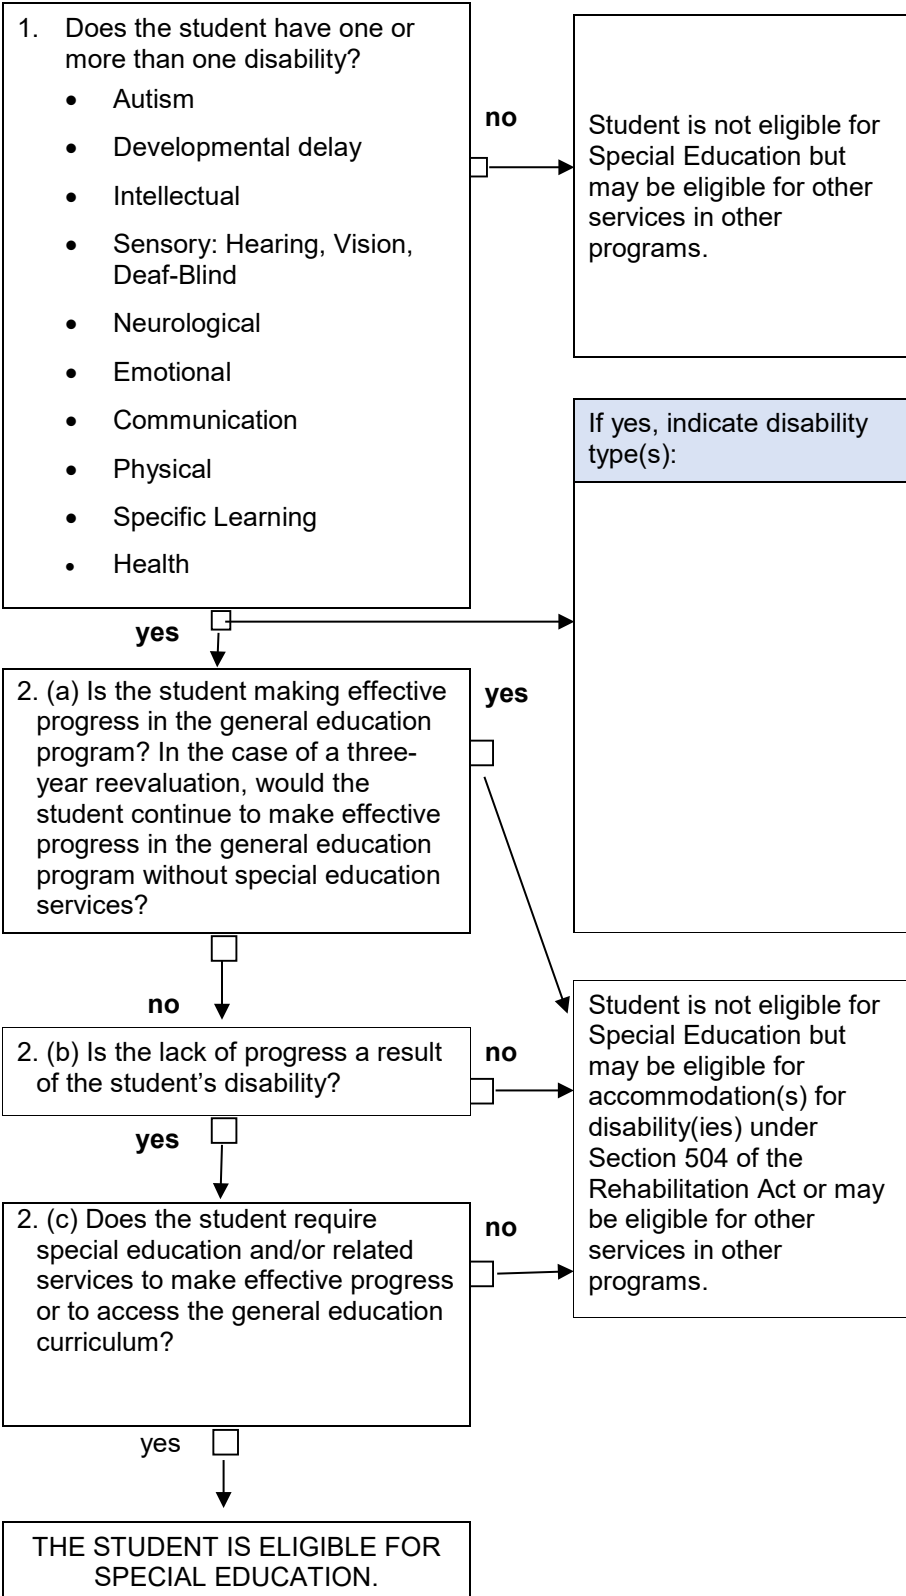 1. Does the student have one or
more than one disability?
• Autism
• Developmental delay
• Intellectual
• Sensory: Hearing, Vision,
Deaf-Blind
• Neurological
• Emotional
• Communication
• Physical
• Specific Learning
• Health
no
Student is not eligible for
Special Education but
may be eligible for other
services in other
programs.
If yes, indicate disability
type(s):
yes
2. (a) Is the student making effective
progress in the general education
program? In the case of a three-
year reevaluation, would the
student continue to make effective
progress in the general education
program without special education
services?
yes
no
2. (b) Is the lack of progress a result
of the student’s disability?
no
Student is not eligible for
Special Education but
may be eligible for
accommodation(s) for
disability(ies) under
Section 504 of the
Rehabilitation Act or may
be eligible for other
services in other
programs.
yes
2. (c) Does the student require
special education and/or related
services to make effective progress
or to access the general education
curriculum?
no
yes
THE STUDENT IS ELIGIBLE FOR
SPECIAL EDUCATION.